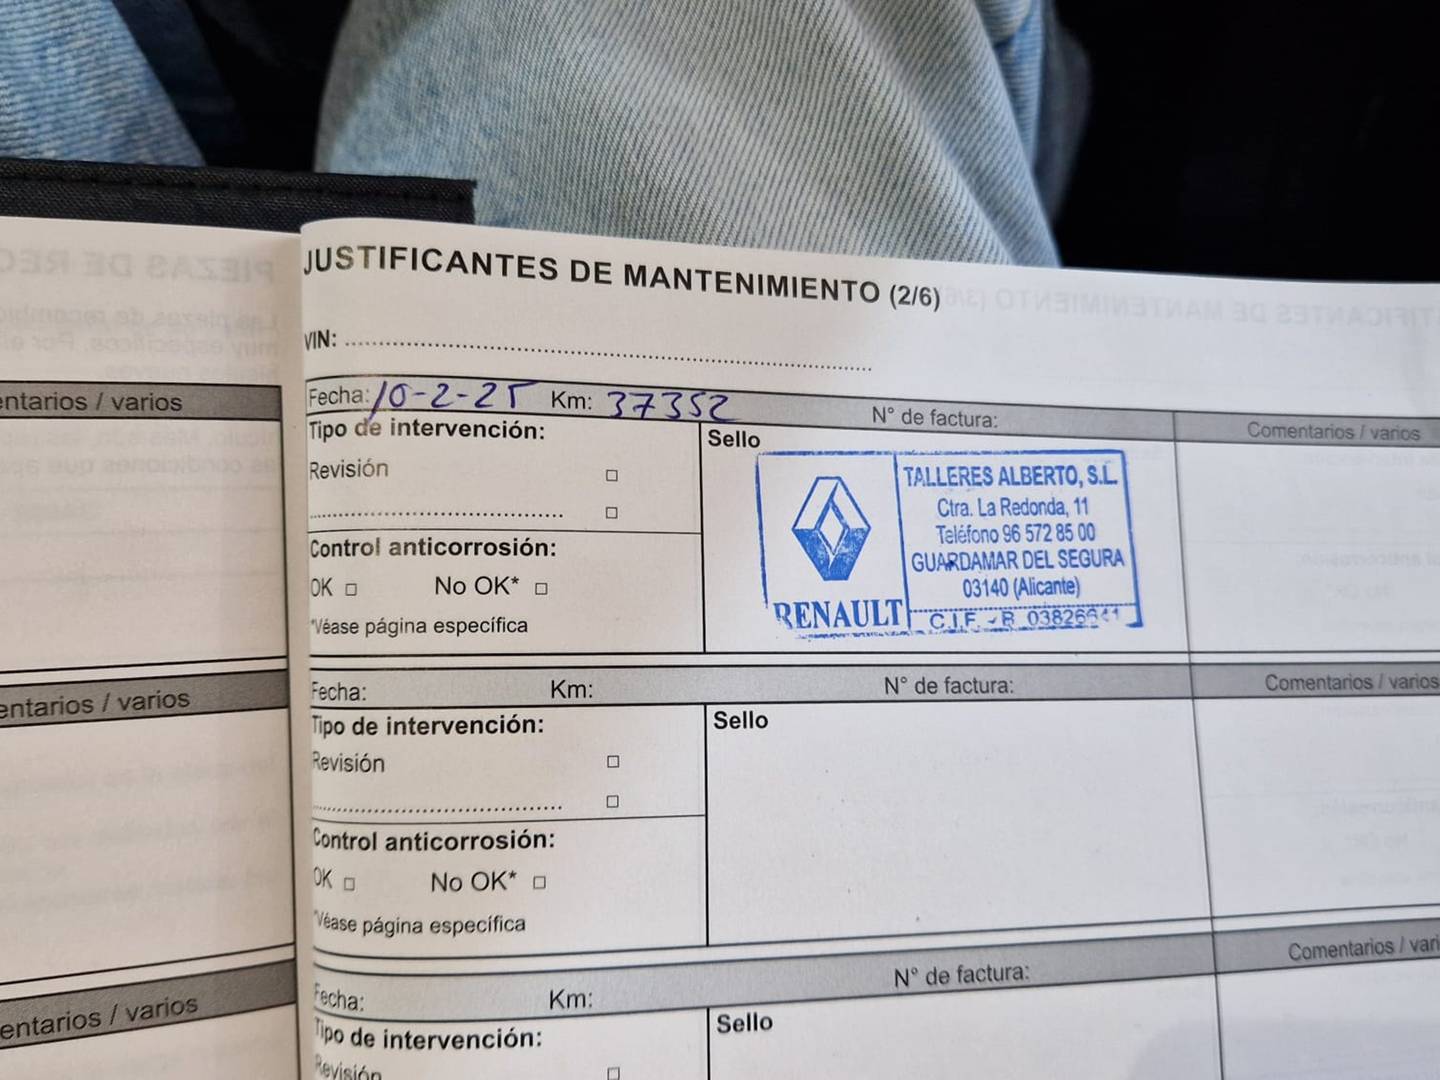 JUSTIFICANTES DE MANTENIMIENTO (2/6)
VIN:
entarios / varios
Fecha: 10-2-25 Km: 37352 N° de factura: Comentarios / varios
Tipo de intervención:
Sello
Revisión
Control anticorrosión:
OK No OK*
*Véase página específica
TALLERES ALBERTO, S.L.
Ctra. La Redonda, 11
Teléfono 96 572 85 00
GUARDAMAR DEL SEGURA
03140 (Alicante)
RENAULT
C.I.F. - B
entarios / varios
Fecha: Km: N° de factura: Comentarios / varios
Tipo de intervención:
Sello
Revisión
Control anticorrosión:
OK No OK*
*Véase página específica
entarios / varios
Fecha: Km: N° de factura: Comentarios / vari
Tipo de intervención:
Sello
Revisión